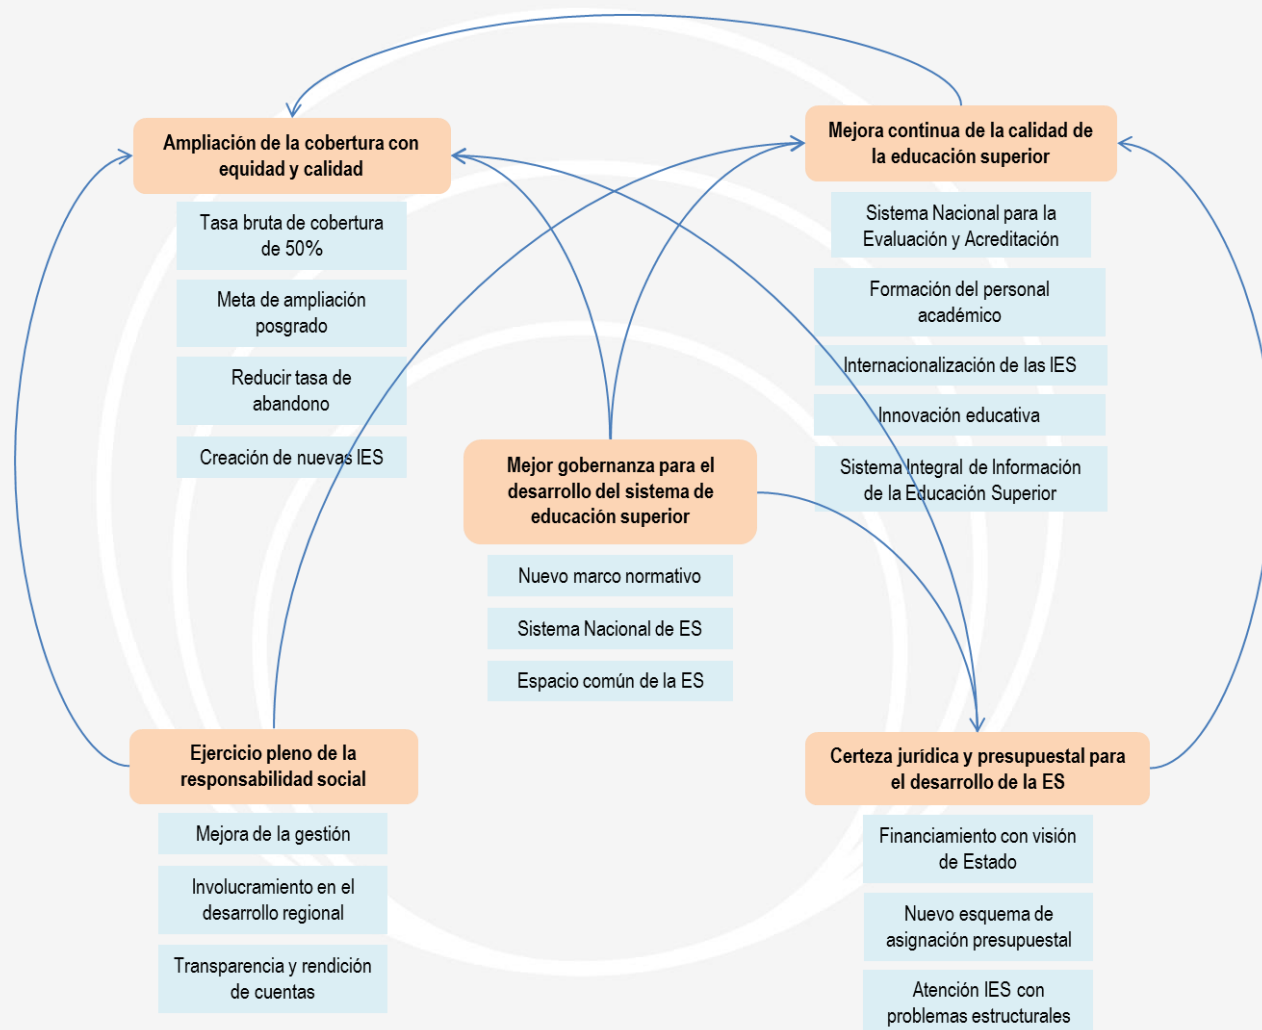 Ampliación de la cobertura con
equidad y calidad
Tasa bruta de cobertura
de 50%
Meta de ampliación
posgrado
Reducir tasa de
abandono
Creación de nuevas IES
Mejora continua de la calidad de
la educación superior
Sistema Nacional para la
Evaluación y Acreditación
Formación del personal
académico
Internacionalización de las IES
Innovación educativa
Sistema Integral de Información
de la Educación Superior
Mejor gobernanza para el
desarrollo del sistema de
educación superior
Nuevo marco normativo
Sistema Nacional de ES
Espacio común de la ES
Ejercicio pleno de la
responsabilidad social
Mejora de la gestión
Involucramiento en el
desarrollo regional
Transparencia y rendición
de cuentas
Certeza jurídica y presupuestal para
el desarrollo de la ES
Financiamiento con visión
de Estado
Nuevo esquema de
asignación presupuestal
Atención IES con
problemas estructurales